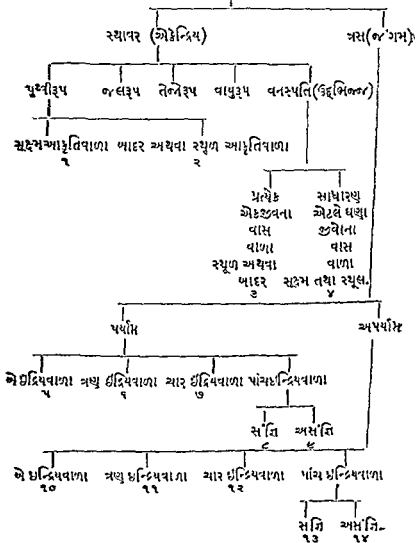 સ્થાવર (એકેન્દ્રિય) ત્રસ(જંગમ)
પૃથ્વીરૂપ જલરૂપ તેજોરૂપ વાયુરૂપ વનસ્પતિ(ઉદ્ભિજ્જ)
સૂક્ષ્મ આકૃતિવાળા બાદર અથવા સ્થૂળ આકૃતિવાળા
૧ ૨
પ્રત્યેક સાધારણ
એકજીવના એટલે ઘણા
વાસ જીવોના
વાળા વાસ
સ્થૂળ અથવા વાળા
બાદર સૂક્ષ્મ તથા સ્થૂલ.
૩ ૪
પર્યાપ્ત અપર્યાપ્ત
બે ઇંદ્રિયવાળા ત્રણ ઈંદ્રિયવાળા ચાર ઈંદ્રિયવાળા પાંચઇન્દ્રિયવાળા
૫ ૬ ૭
સંજ્ઞિ અસંજ્ઞિ
૮ ૯
બે ઇન્દ્રિયવાળા ત્રણ ઇન્દ્રિયવાળા ચાર ઇન્દ્રિયવાળા પાંચ ઇન્દ્રિયવાળા
૧૦ ૧૧ ૧૨
સંજ્ઞિ અસંજ્ઞિ-
૧૩ ૧૪